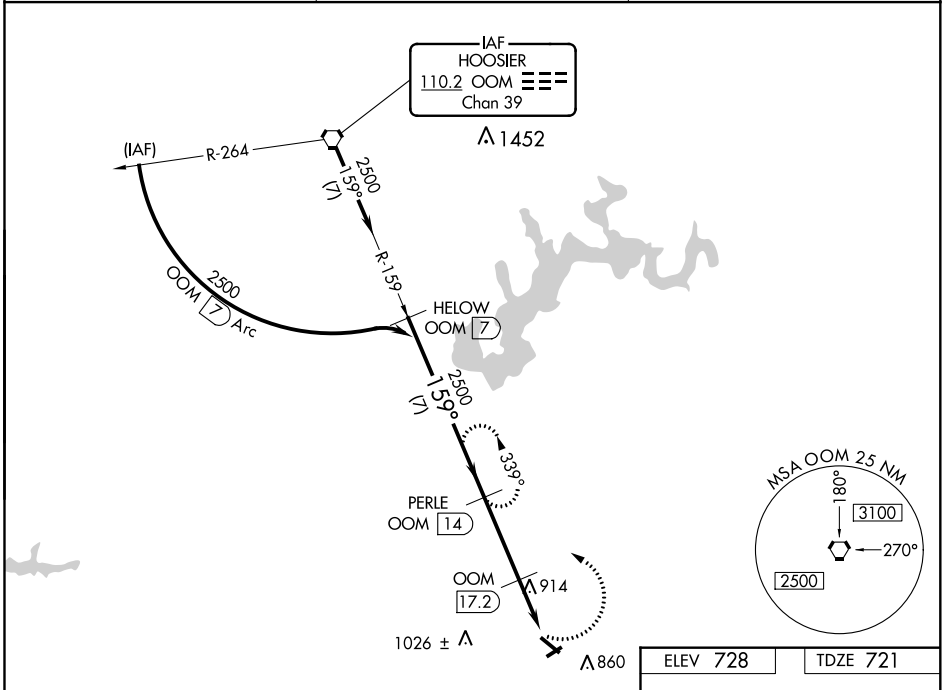 IAF
HOOSIER
110.2 OOM
Chan 39
1452
(IAF)
R-264
2500
159°
(7)
R-159
2500
OOM 7 Arc
HELOW
OOM 7
2500
159°
(7)
339°
PERLE
OOM 14
OOM
17.2
914
1026 ±
860
MSA OOM 25 NM
180°
3100
270°
2500
ELEV 728
TDZE 721